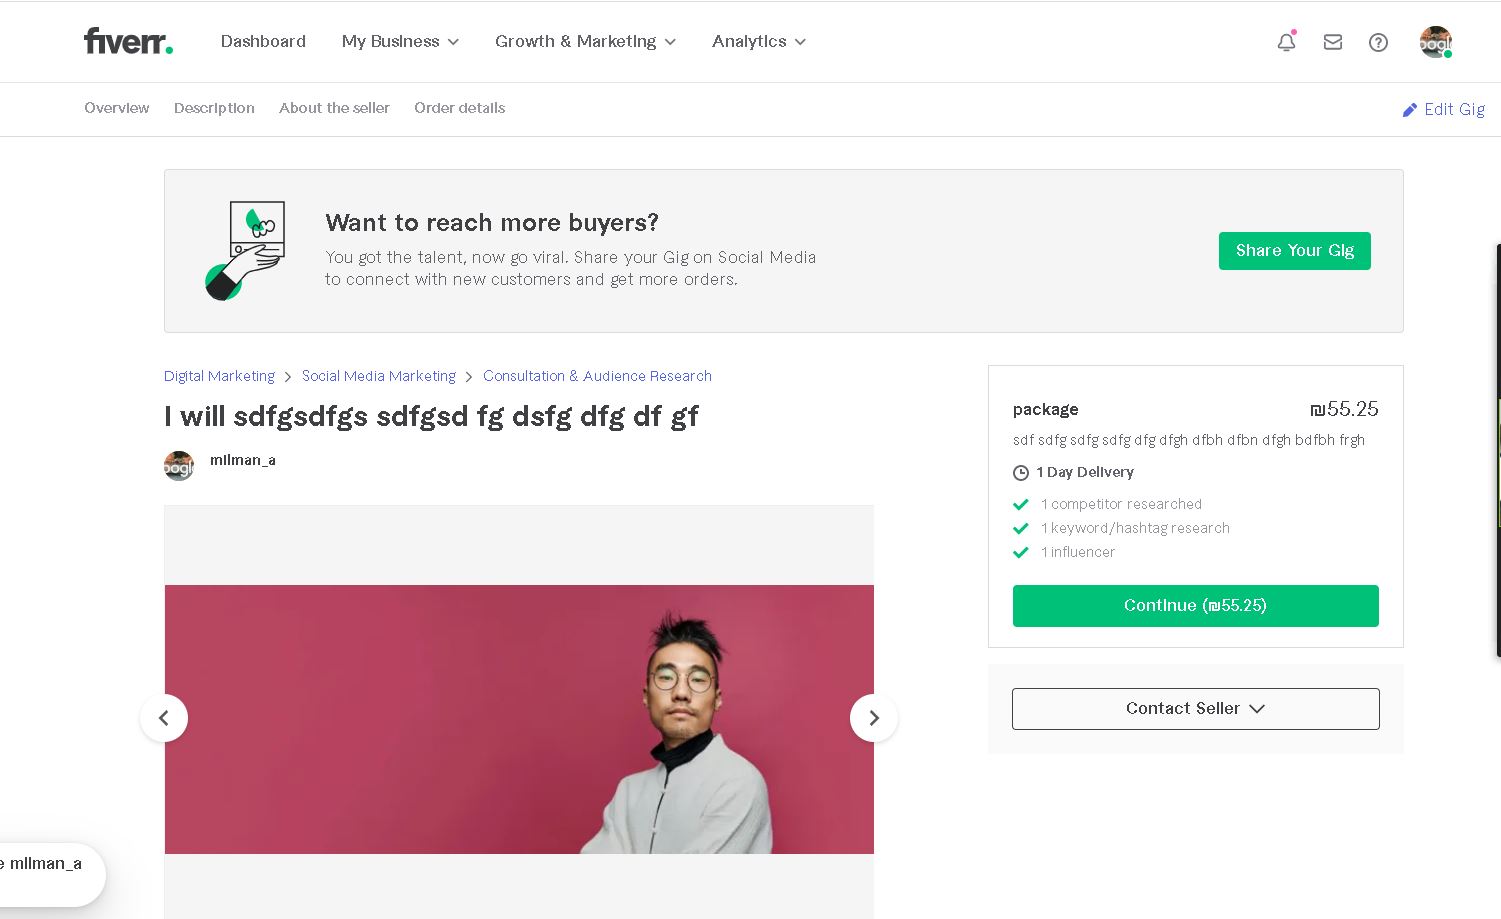 fiverr.
Dashboard
My Business
Growth & Marketing
Analytics
Overview
Description
About the seller
Order details
Edit Gig
Want to reach more buyers?
You got the talent, now go viral. Share your Gig on Social Media
to connect with new customers and get more orders.
Share Your Gig
Digital Marketing > Social Media Marketing > Consultation & Audience Research
I will sdfgsdfgs sdfgsd fg dsfg dfg df gf
milman_a
package ₪55.25
sdf sdfg sdfg sdfg dfg dfgh dfbh dfbn dfgh bdfbh frgh
1 Day Delivery
1 competitor researched
1 keyword/hashtag research
1 influencer
Continue (₪55.25)
Contact Seller
e milman_a